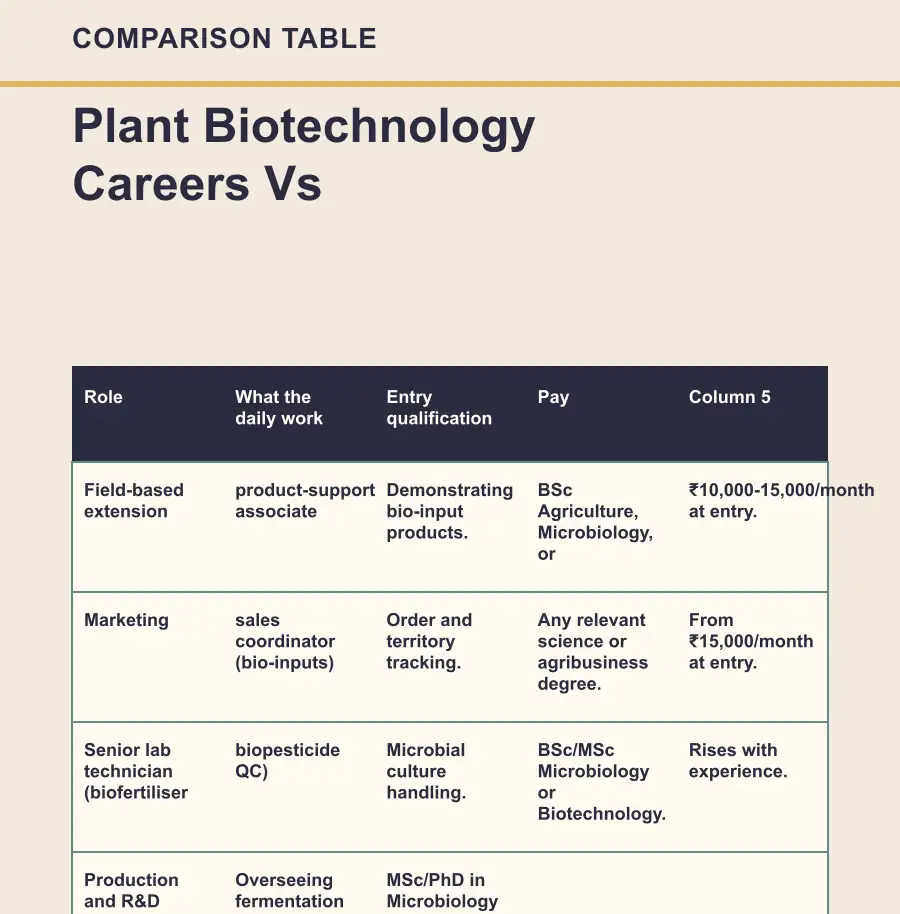 COMPARISON TABLE
Plant Biotechnology
Careers Vs
Role
What the
daily work
Entry
qualification
Pay
Column 5
Field-based
extension
product-support
associate
Demonstrating
bio-input
products.
BSc
Agriculture,
Microbiology,
or
₹10,000-15,000/month
at entry.
Marketing
sales
coordinator
(bio-inputs)
Order and
territory
tracking.
Any relevant
science or
agribusiness
degree.
From
₹15,000/month
at entry.
Senior lab
technician
(biofertiliser
biopesticide
QC)
Microbial
culture
handling.
BSc/MSc
Microbiology
or
Biotechnology.
Rises with
experience.
Production
and R&D
Overseeing
fermentation
MSc/PhD in
Microbiology